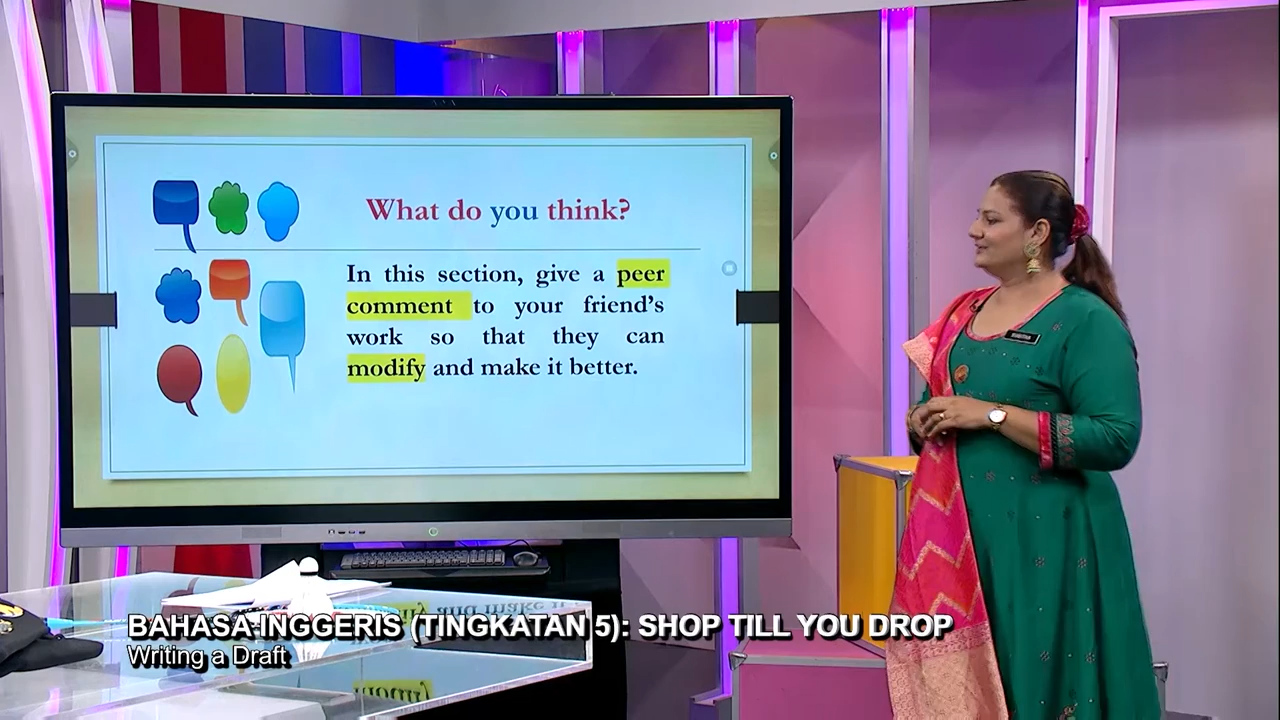 What do you think?
In this section, give a peer
comment to your friend's
work so that they can
modify and make it better.
BAHASA INGGERIS (TINGKATAN 5): SHOP TILL YOU DROP
Writing a Draft